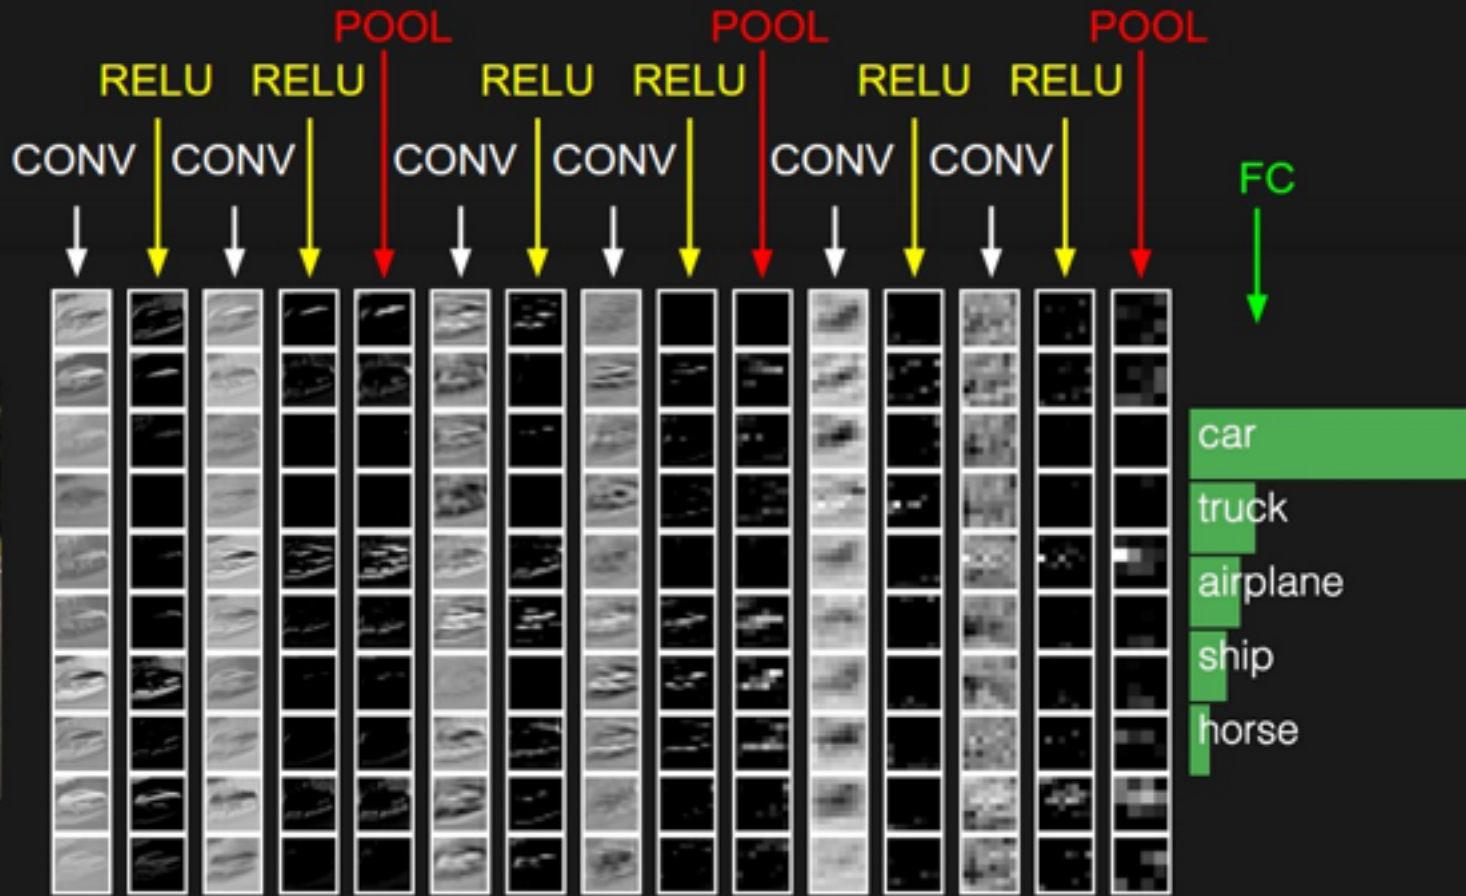 POOL POOL POOL
RELU RELU RELU RELU RELU RELU
CONV CONV CONV CONV CONV CONV
FC
car
truck
airplane
ship
horse